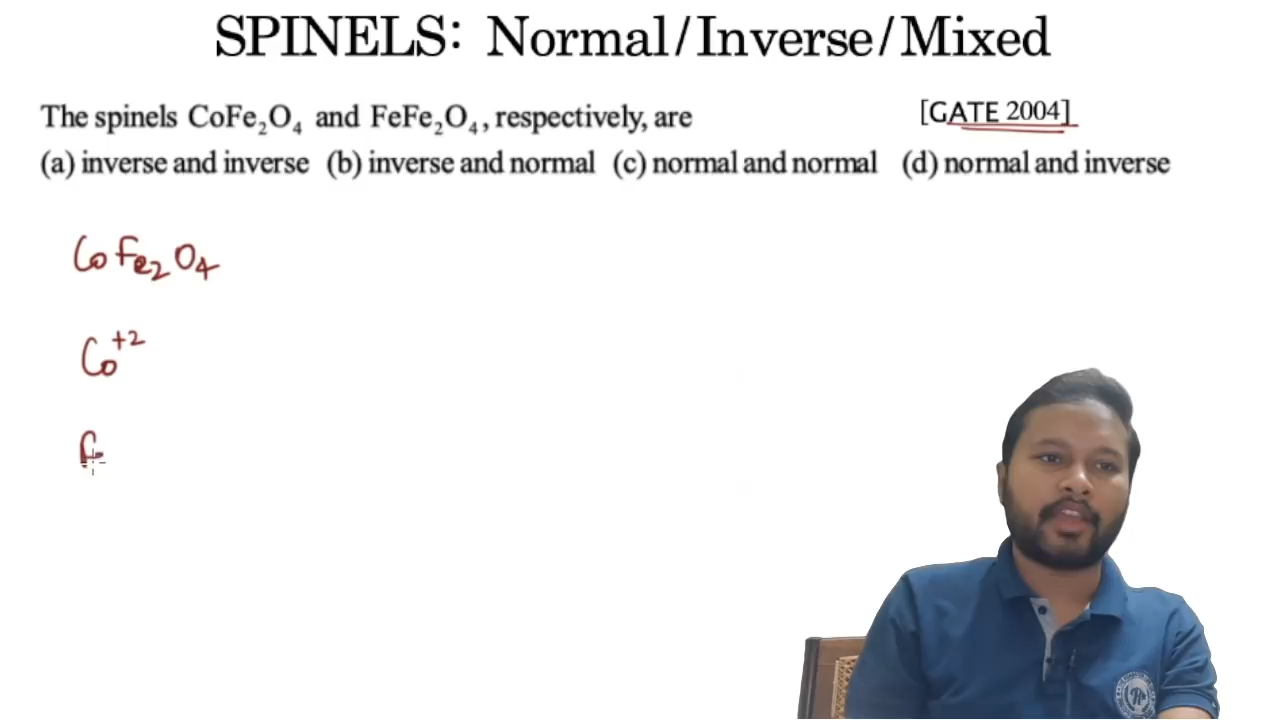 SPINELS: Normal/Inverse/Mixed
The spinels CoFe₂O₄ and FeFe₂O₄, respectively, are [GATE 2004]
(a) inverse and inverse (b) inverse and normal (c) normal and normal (d) normal and inverse
CoFe₂O₄
Co⁺²